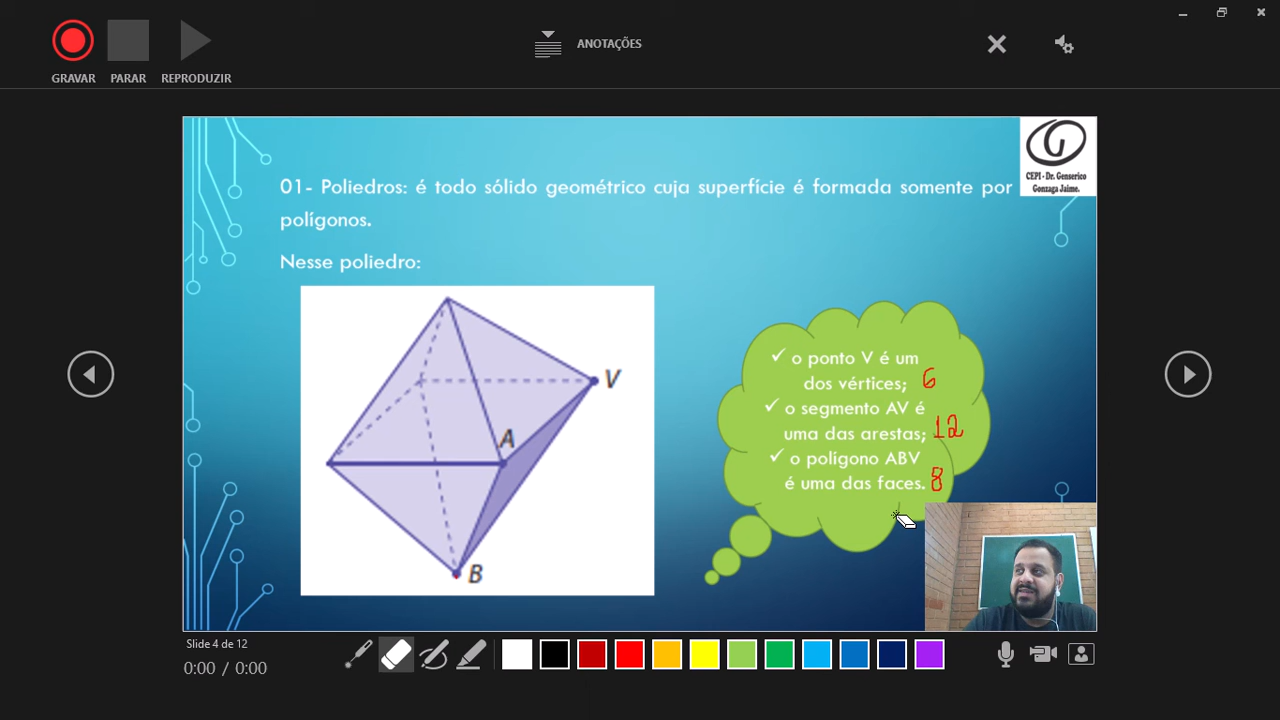 GRAVAR PARAR REPRODUZIR
ANOTAÇÕES
CEPI - Dr. Genserico
Gonzaga Jaime.
01- Poliedros: é todo sólido geométrico cuja superfície é formada somente por
polígonos.
Nesse poliedro:
V
A
B
✓ o ponto V é um
dos vértices; 6
✓ o segmento AV é
uma das arestas; 12
✓ o polígono ABV
é uma das faces. 8
Slide 4 de 12
0:00 / 0:00